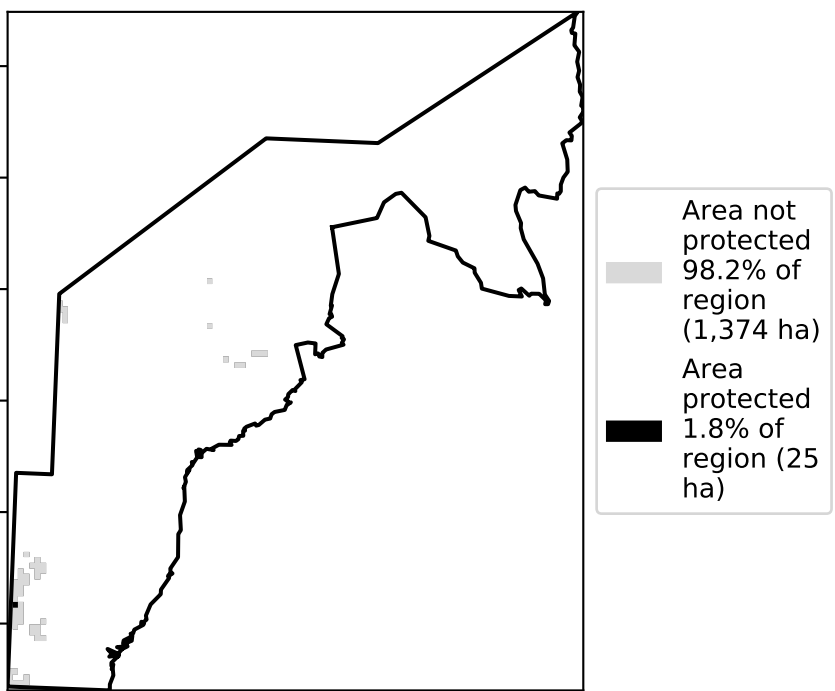 Area not
protected
98.2% of
region
(1,374 ha)
Area
protected
1.8% of
region (25
ha)